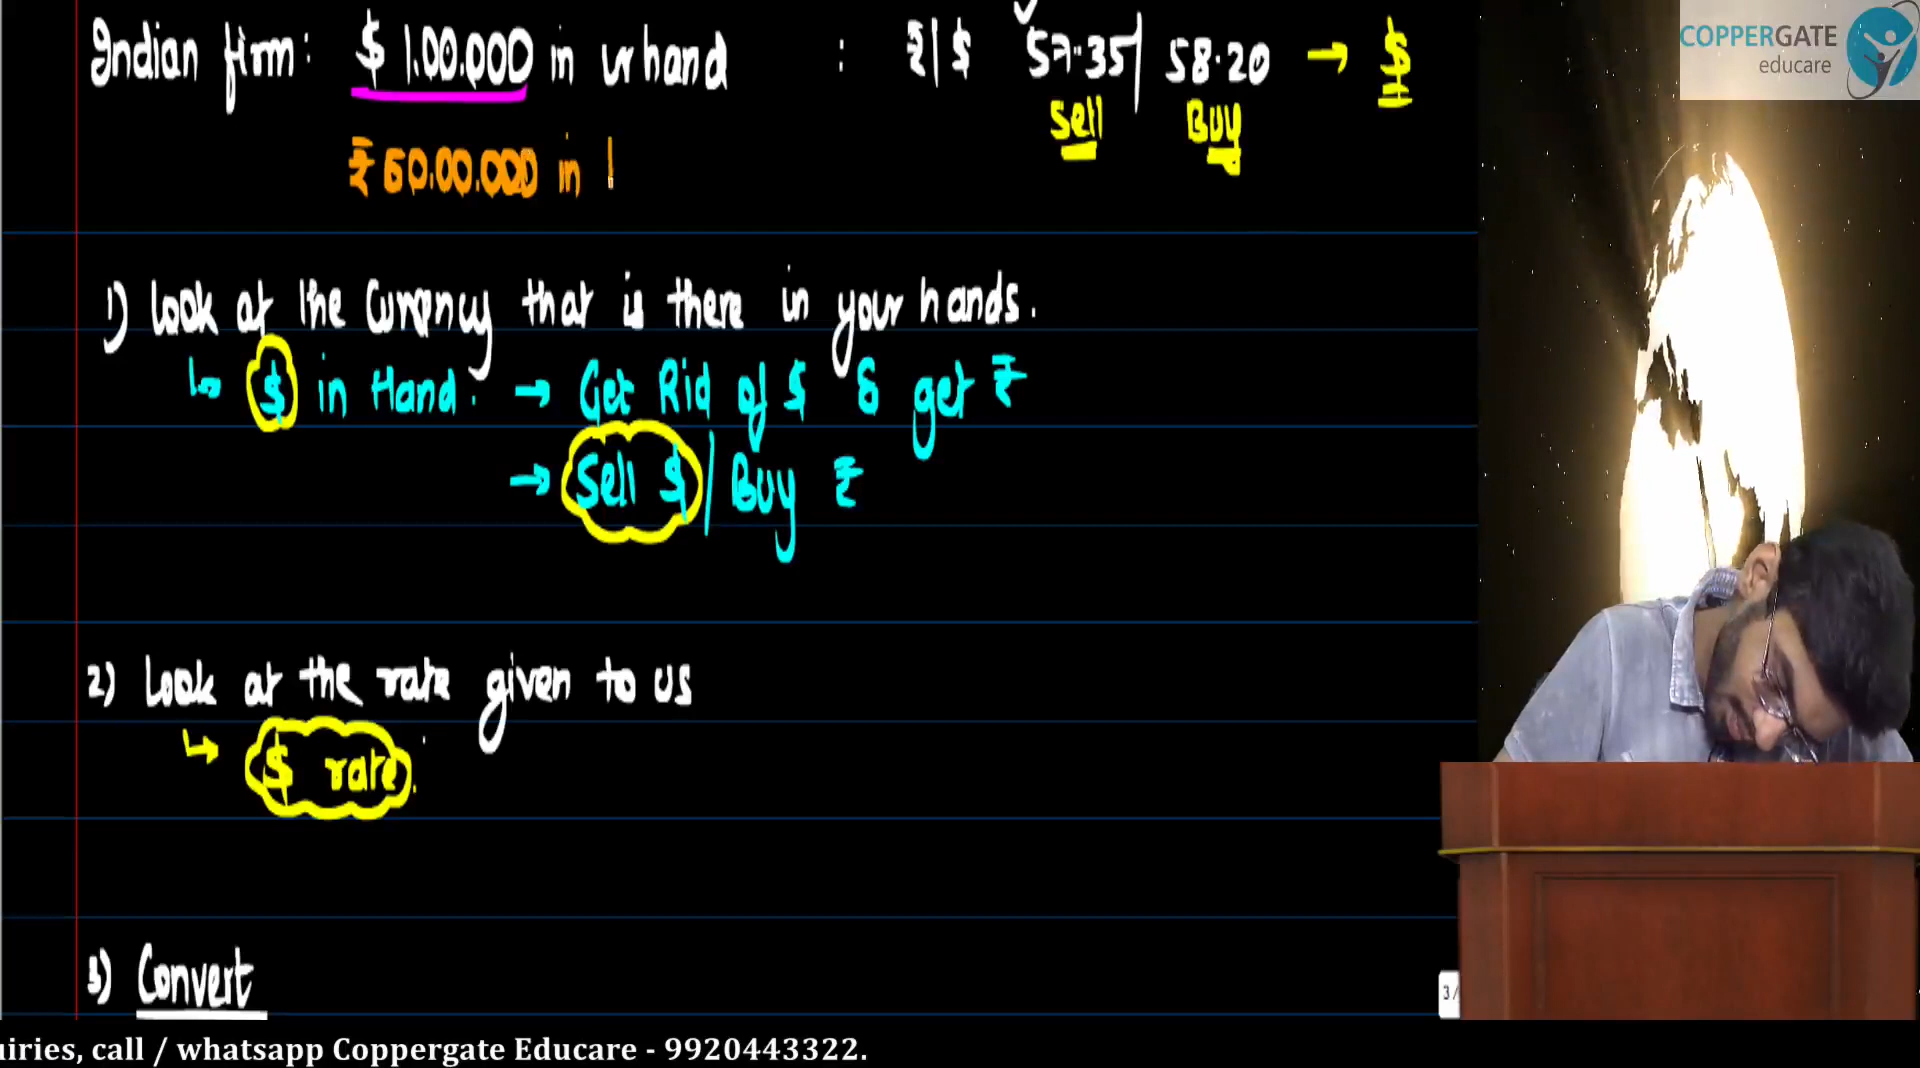 Indian firm: $ 1.00.000 in ur hand : ₹|$ 57.35| 58.20 → $
Sell Buy
₹ 60.00.000 in
1) Look at the Currency that is there in your hands.
↳ $ in Hand. → Get Rid of $ & get ₹
→ Sell $ / Buy ₹
2) Look at the rate given to us
↳ $ rate.
3) Convert
COPPERGATE
educare
3/
uiries, call / whatsapp Coppergate Educare - 9920443322.